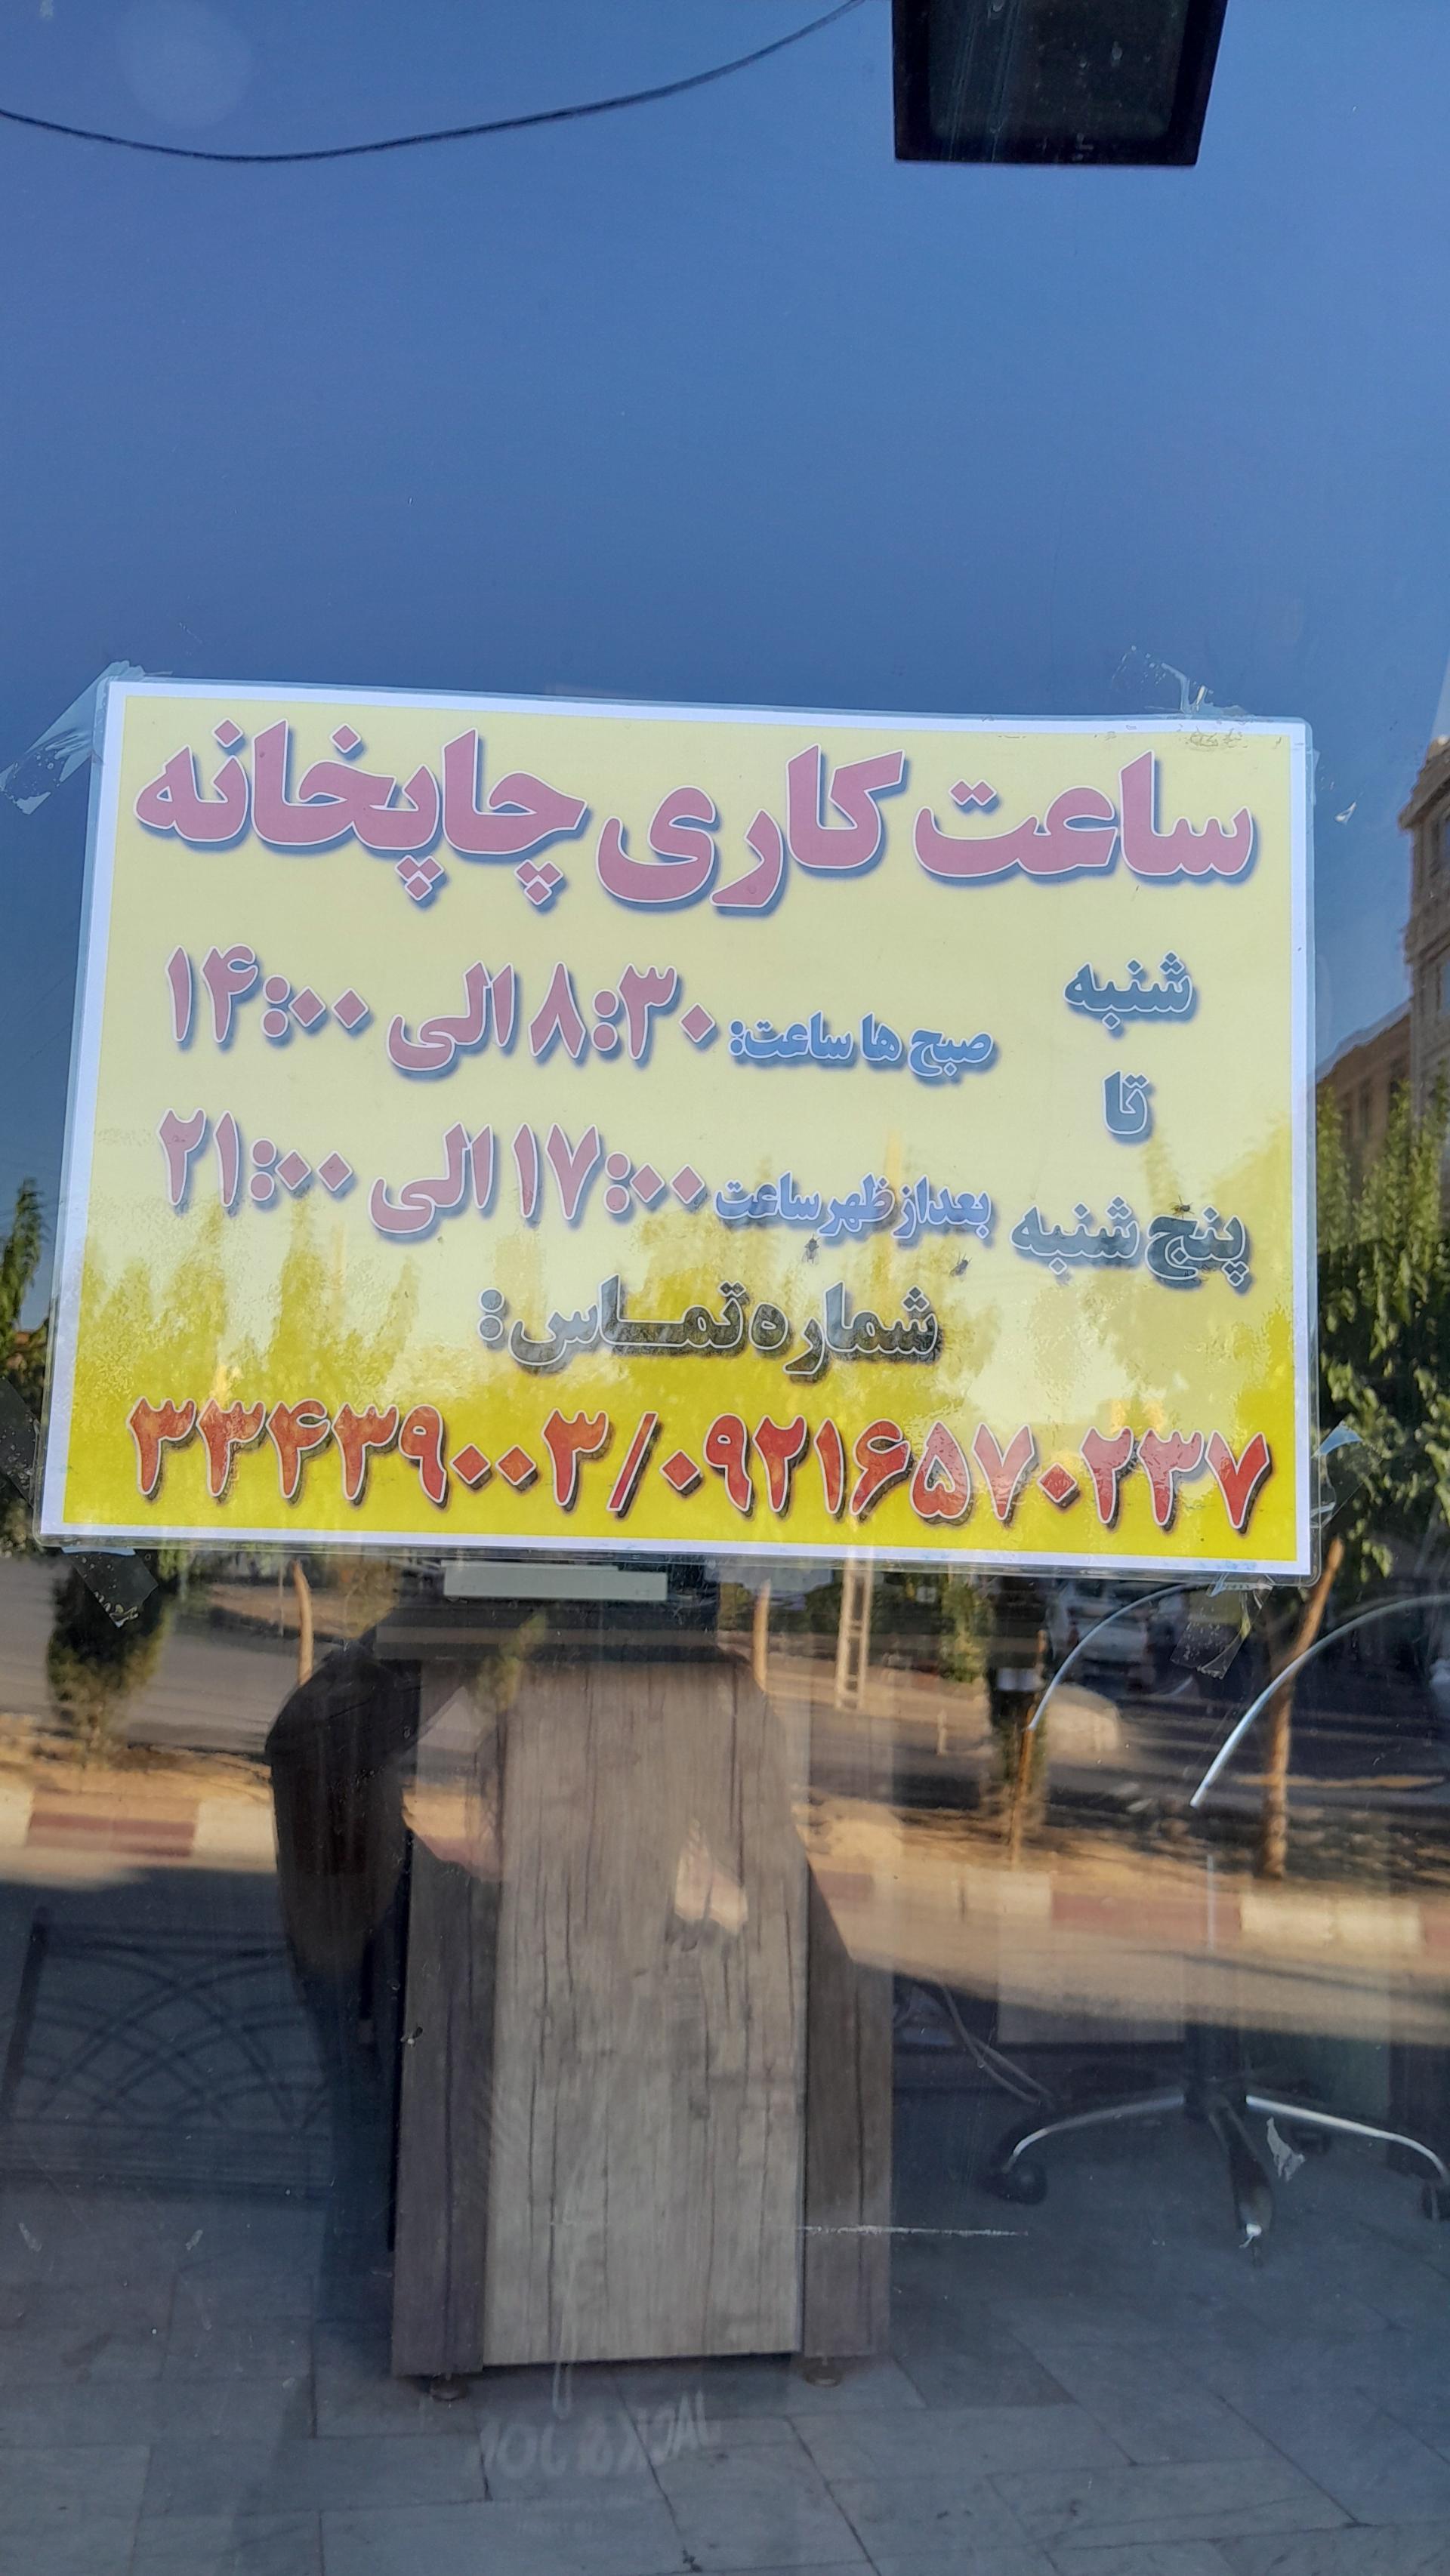 ساعت کاری چاپخانه
شنبه
تا
پنج شنبه
صبح ها ساعت: ۸:۳۰ الی ۱۴:۰۰
بعداز ظهر ساعت ۱۷:۰۰ الی ۲۱:۰۰
شماره تماس:
۳۳۴۳۹۰۰۳/۰۹۲۱۶۵۷۰۲۳۷